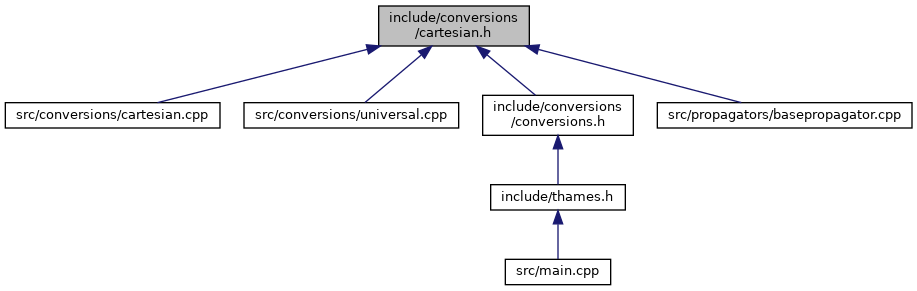 include/conversions
/cartesian.h
src/conversions/cartesian.cpp
src/conversions/universal.cpp
include/conversions
/conversions.h
src/propagators/basepropagator.cpp
include/thames.h
src/main.cpp